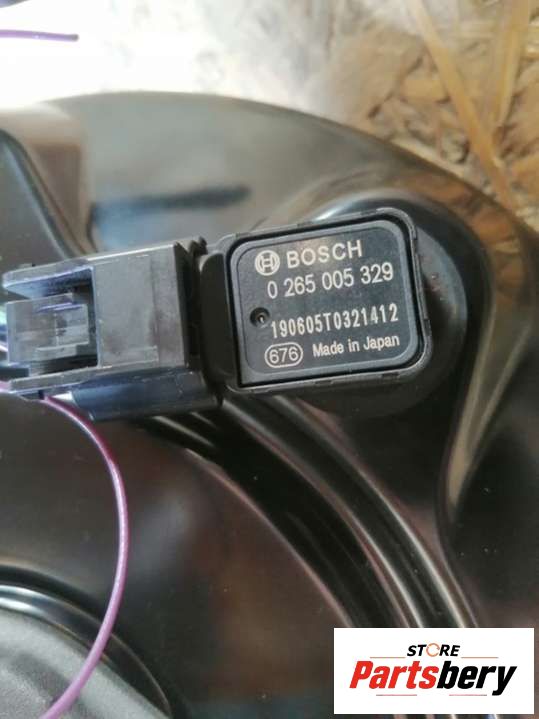 BOSCH
0 265 005 329
190605T0321412
676 Made in Japan
STORE
Partsbery